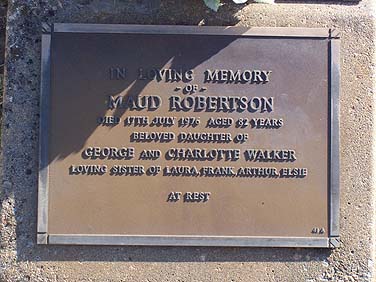 IN LOVING MEMORY
- OF -
MAUD ROBERTSON
DIED 17TH JULY 1976 AGED 82 YEARS
BELOVED DAUGHTER OF
GEORGE AND CHARLOTTE WALKER
LOVING SISTER OF LAURA, FRANK, ARTHUR, ELSIE
AT REST